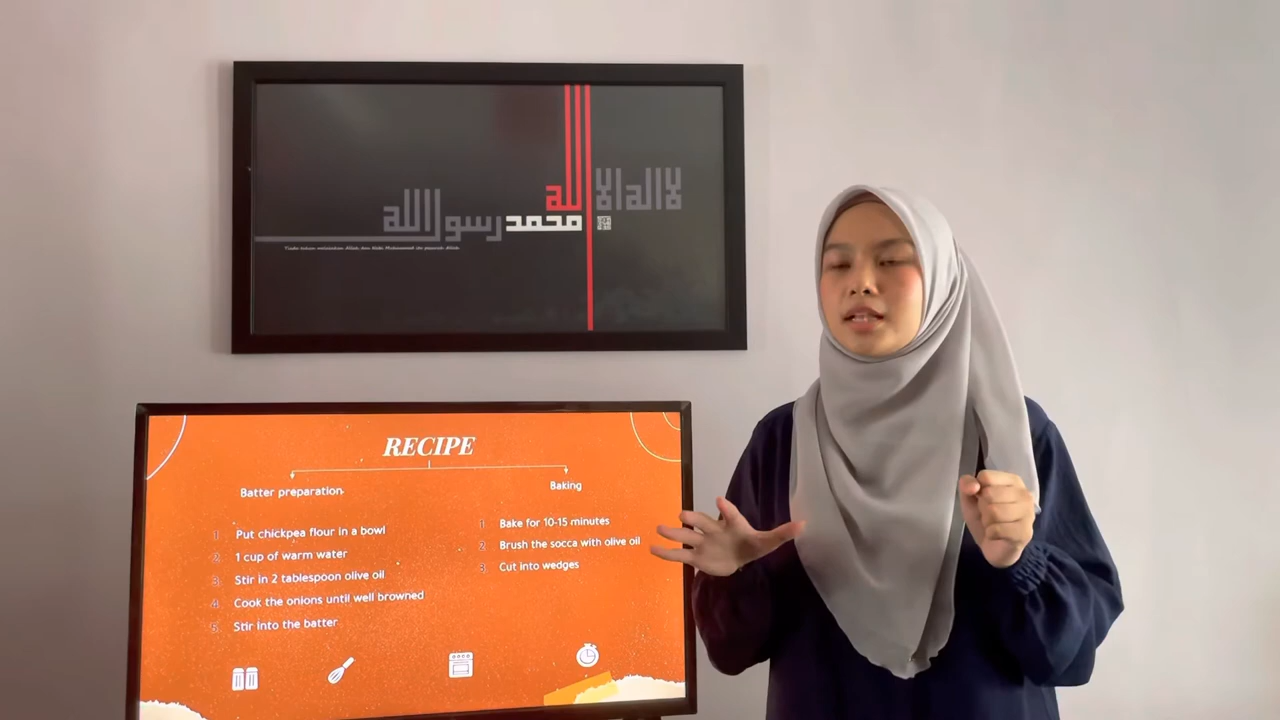 لا اله الا الله
محمد رسول الله
RECIPE
Batter preparation
1. Put chickpea flour in a bowl
2. 1 cup of warm water
3. Stir in 2 tablespoon olive oil
4. Cook the onions until well browned
5. Stir into the batter
Baking
1. Bake for 10-15 minutes
2. Brush the socca with olive oil
3. Cut into wedges